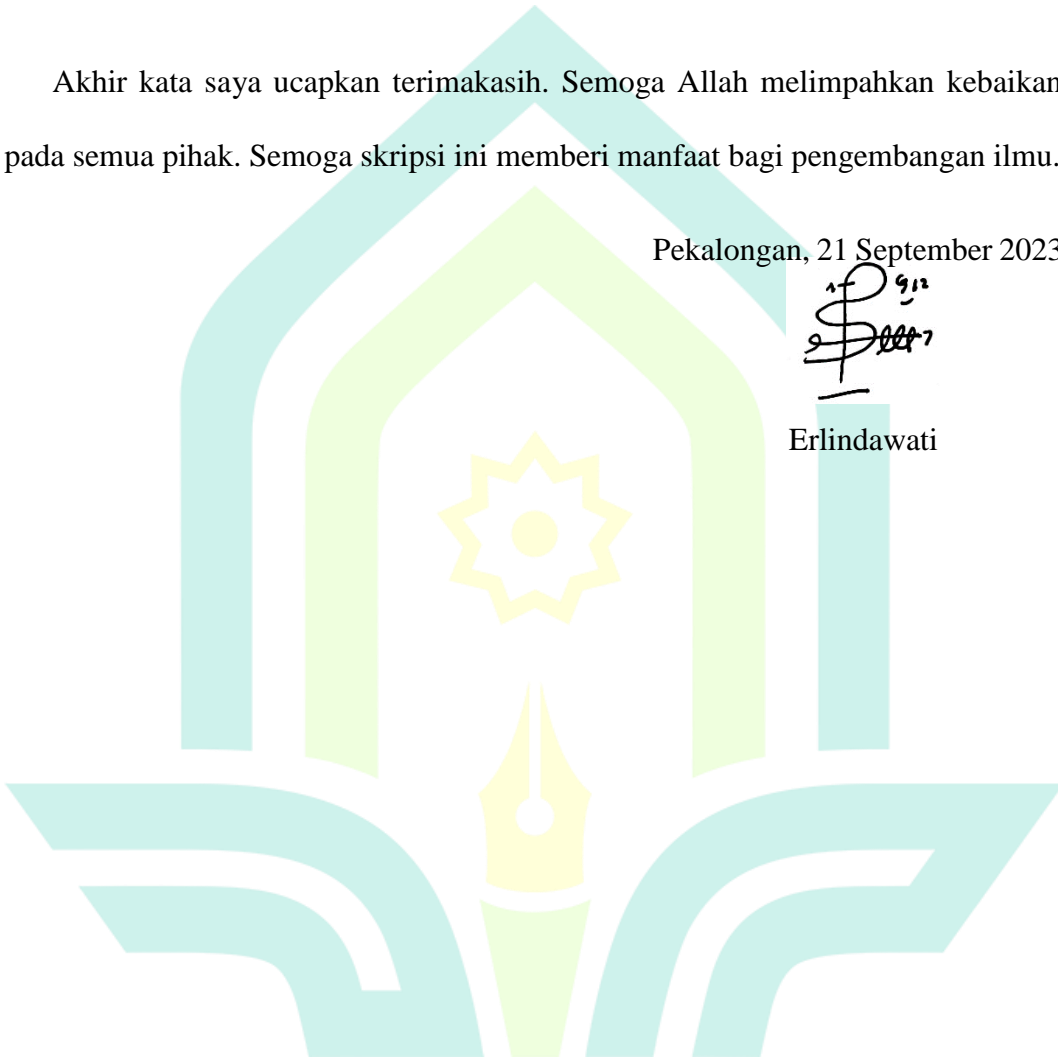 Akhir kata saya ucapkan terimakasih. Semoga Allah melimpahkan kebaikan
pada semua pihak. Semoga skripsi ini memberi manfaat bagi pengembangan ilmu.
Pekalongan, 21 September 2023
Erlindawati